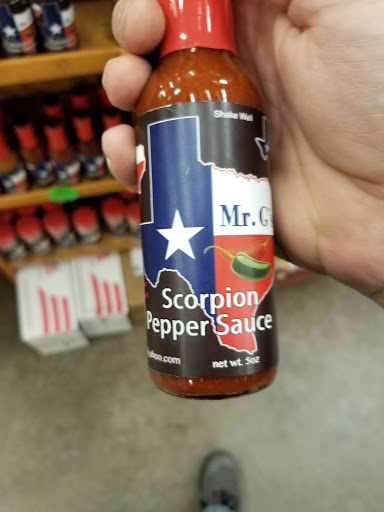 Shake Well
Mr. G's
Scorpion
Pepper Sauce
net wt. 5oz